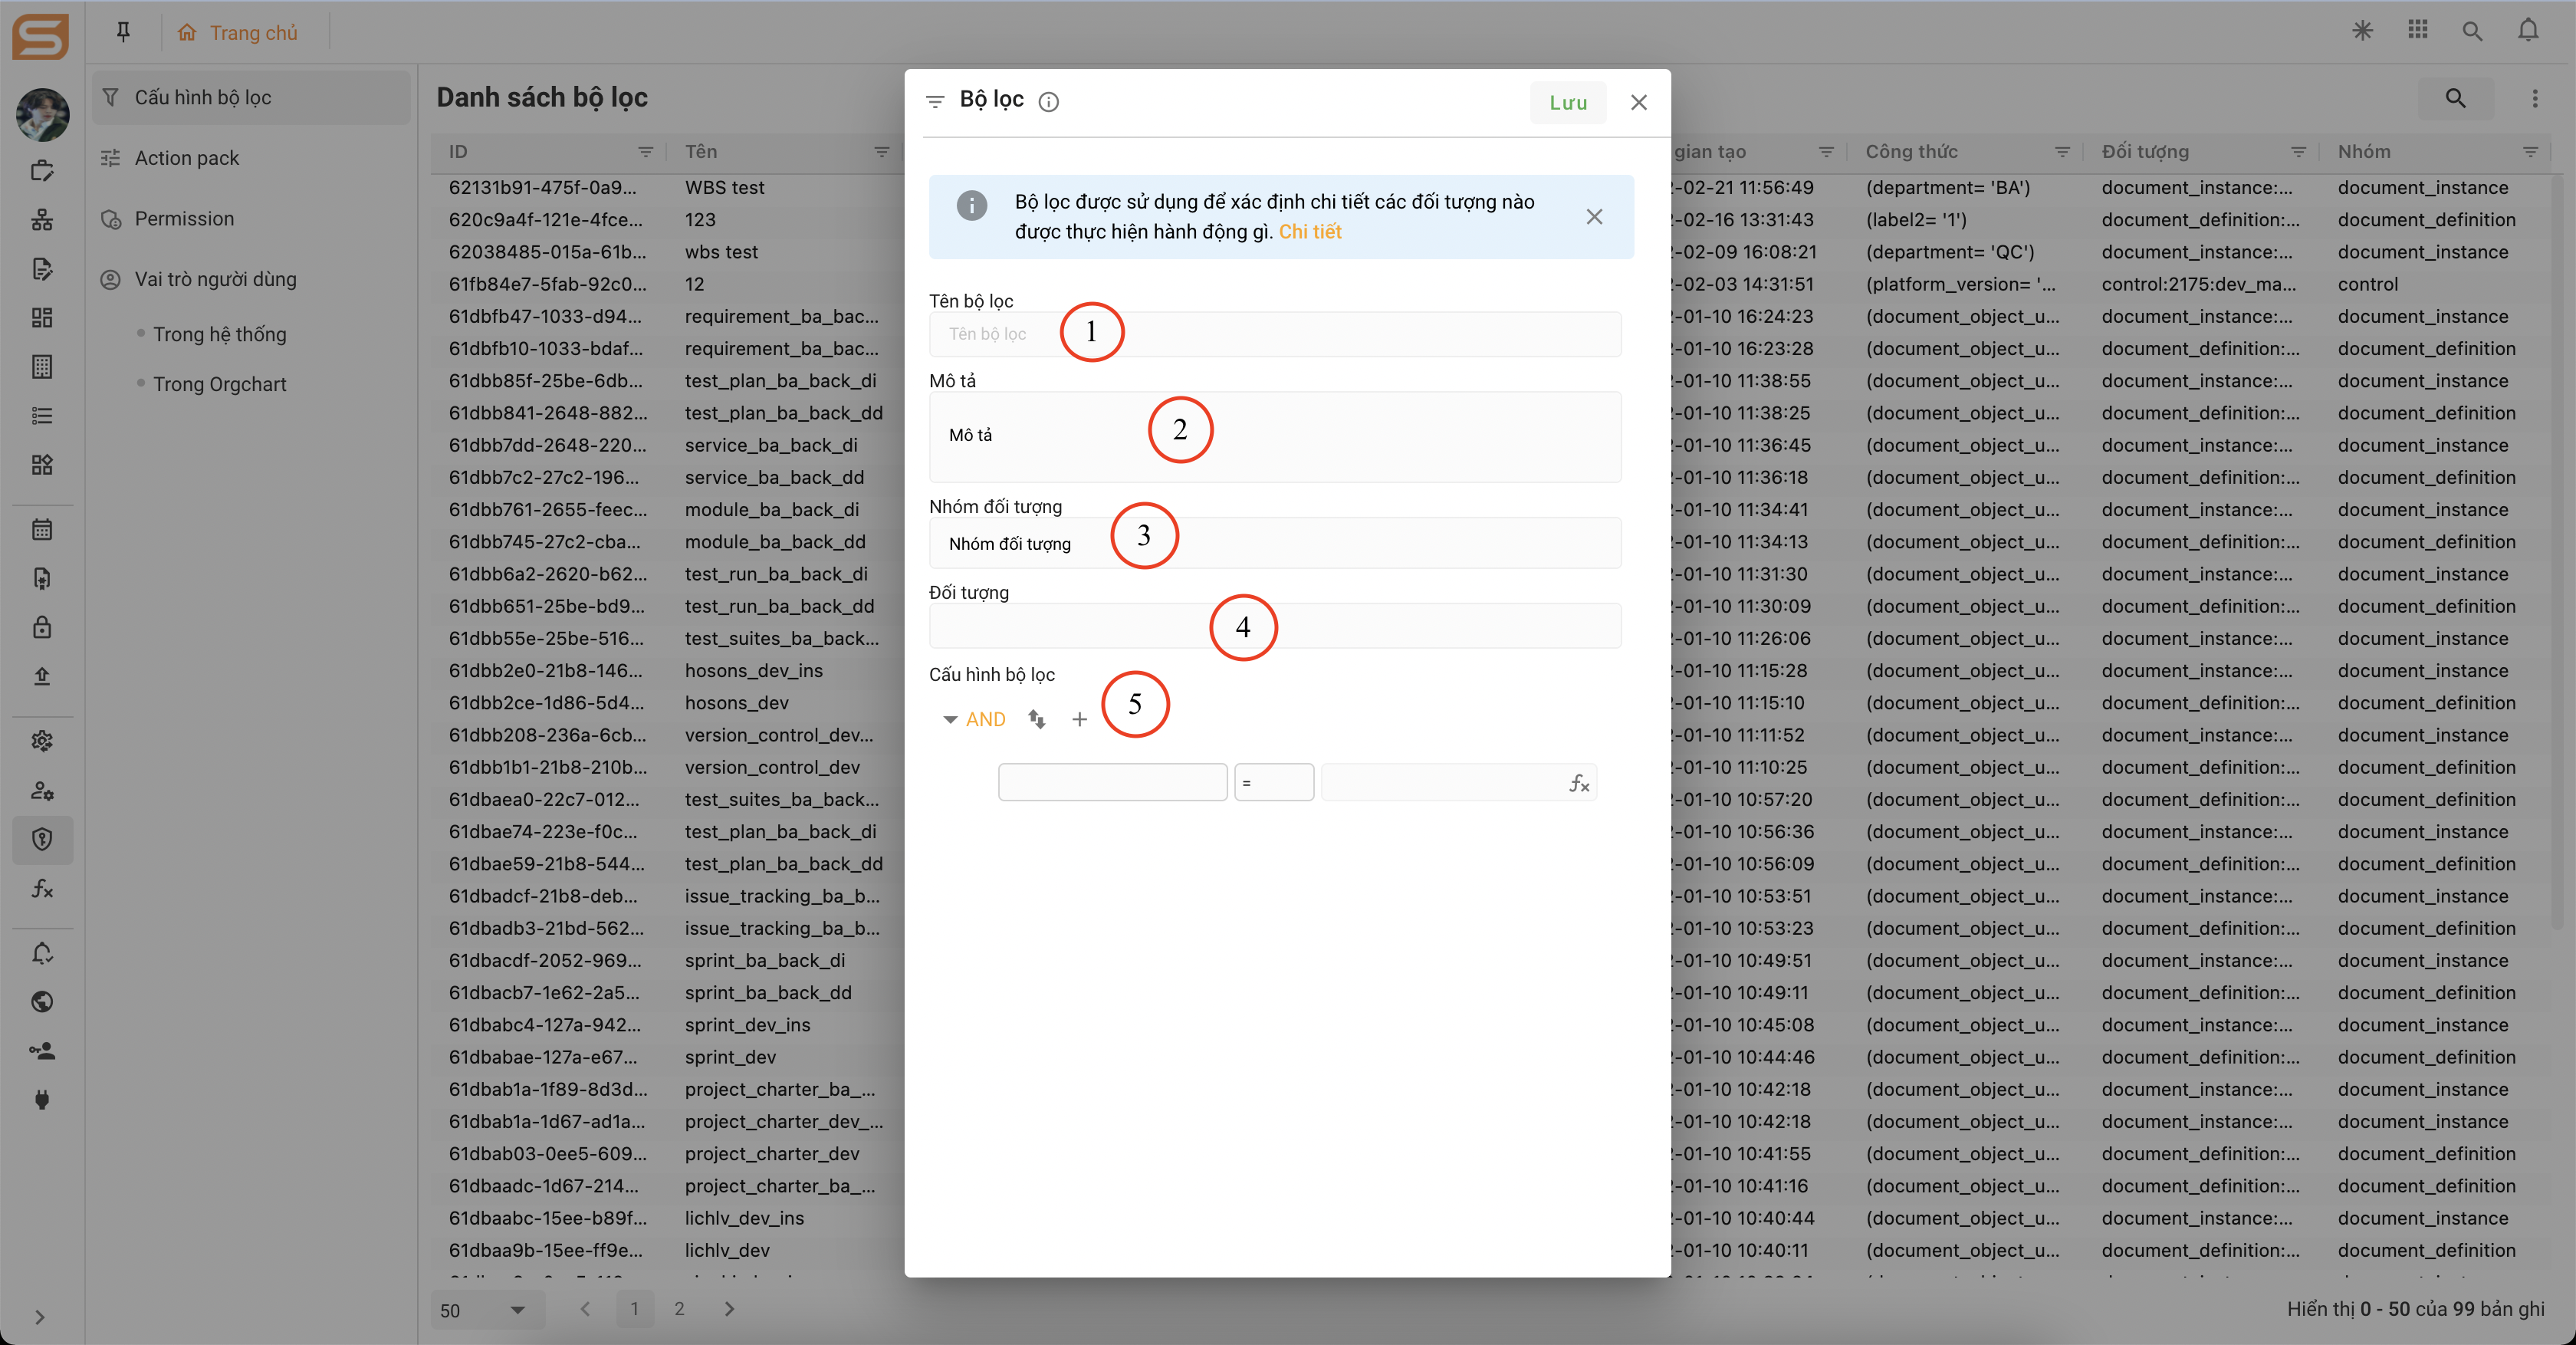 Trang chủ
Cấu hình bộ lọc
Action pack
Permission
Vai trò người dùng
Trong hệ thống
Trong Orgchart
Danh sách bộ lọc
ID Tên
62131b91-475f-0a9... WBS test
620c9a4f-121e-4fce... 123
62038485-015a-61b... wbs test
61fb84e7-5fab-92c0... 12
61dbfb47-1033-d94... requirement_ba_bac...
61dbfb10-1033-bdaf... requirement_ba_bac...
61dbb85f-25be-6db... test_plan_ba_back_di
61dbb841-2648-882... test_plan_ba_back_dd
61dbb7dd-2648-220... service_ba_back_di
61dbb7c2-27c2-196... service_ba_back_dd
61dbb761-2655-feec... module_ba_back_di
61dbb745-27c2-cba... module_ba_back_dd
61dbb6a2-2620-b62... test_run_ba_back_di
61dbb651-25be-bd9... test_run_ba_back_dd
61dbb55e-25be-516... test_suites_ba_back...
61dbb2e0-21b8-146... hosons_dev_ins
61dbb2ce-1d86-5d4... hosons_dev
61dbb208-236a-6cb... version_control_dev...
61dbb1b1-21b8-210b... version_control_dev
61dbaea0-22c7-012... test_suites_ba_back...
61dbae74-223e-f0c... test_plan_ba_back_di
61dbae59-21b8-544... test_plan_ba_back_dd
61dbadcf-21b8-deb... issue_tracking_ba_b...
61dbadb3-21bd-562... issue_tracking_ba_b...
61dbacdf-2052-969... sprint_ba_back_di
61dbacb7-1e62-2a5... sprint_ba_back_dd
61dbabc4-127a-942... sprint_dev_ins
61dbabae-127a-e67... sprint_dev
61dbab1a-1f89-8d3d... project_charter_ba_...
61dbab1a-1d67-ad1a... project_charter_dev_...
61dbab03-0ee5-609... project_charter_dev
61dbaadc-1d67-214... project_charter_ba_...
61dbaabc-15ee-b89f... lichlv_dev_ins
61dbaa9b-15ee-ff9e... lichlv_dev
50 1 2
Bộ lọc
Lưu
Bộ lọc được sử dụng để xác định chi tiết các đối tượng nào
được thực hiện hành động gì. Chi tiết
Tên bộ lọc
Tên bộ lọc 1
Mô tả
Mô tả 2
Nhóm đối tượng
Nhóm đối tượng 3
Đối tượng
4
Cấu hình bộ lọc
AND 5
= fx
gian tạo Công thức Đối tượng Nhóm
-02-21 11:56:49 (department= 'BA') document_instance:... document_instance
-02-16 13:31:43 (label2= '1') document_definition:... document_definition
-02-09 16:08:21 (department= 'QC') document_instance:... document_instance
-02-03 14:31:51 (platform_version= '... control:2175:dev_ma... control
-01-10 16:24:23 (document_object_u... document_instance:... document_instance
-01-10 16:23:28 (document_object_u... document_definition:... document_definition
-01-10 11:38:55 (document_object_u... document_instance:... document_instance
-01-10 11:38:25 (document_object_u... document_definition:... document_definition
-01-10 11:36:45 (document_object_u... document_instance:... document_instance
-01-10 11:36:18 (document_object_u... document_definition:... document_definition
-01-10 11:34:41 (document_object_u... document_instance:... document_instance
-01-10 11:34:13 (document_object_u... document_definition:... document_definition
-01-10 11:31:30 (document_object_u... document_instance:... document_instance
-01-10 11:30:09 (document_object_u... document_definition:... document_definition
-01-10 11:26:06 (document_object_u... document_instance:... document_instance
-01-10 11:15:28 (document_object_u... document_instance:... document_instance
-01-10 11:15:10 (document_object_u... document_definition:... document_definition
-01-10 11:11:52 (document_object_u... document_instance:... document_instance
-01-10 11:10:25 (document_object_u... document_definition:... document_definition
-01-10 10:57:20 (document_object_u... document_definition:... document_definition
-01-10 10:56:36 (document_object_u... document_instance:... document_instance
-01-10 10:56:09 (document_object_u... document_definition:... document_definition
-01-10 10:53:51 (document_object_u... document_instance:... document_instance
-01-10 10:53:23 (document_object_u... document_definition:... document_definition
-01-10 10:49:51 (document_object_u... document_instance:... document_instance
-01-10 10:49:11 (document_object_u... document_definition:... document_definition
-01-10 10:45:08 (document_object_u... document_instance:... document_instance
-01-10 10:44:46 (document_object_u... document_definition:... document_definition
-01-10 10:42:18 (document_object_u... document_instance:... document_instance
-01-10 10:42:18 (document_object_u... document_instance:... document_instance
-01-10 10:41:55 (document_object_u... document_definition:... document_definition
-01-10 10:41:16 (document_object_u... document_definition:... document_definition
-01-10 10:40:44 (document_object_u... document_instance:... document_instance
-01-10 10:40:11 (document_object_u... document_definition:... document_definition
Hiển thị 0 - 50 của 99 bản ghi